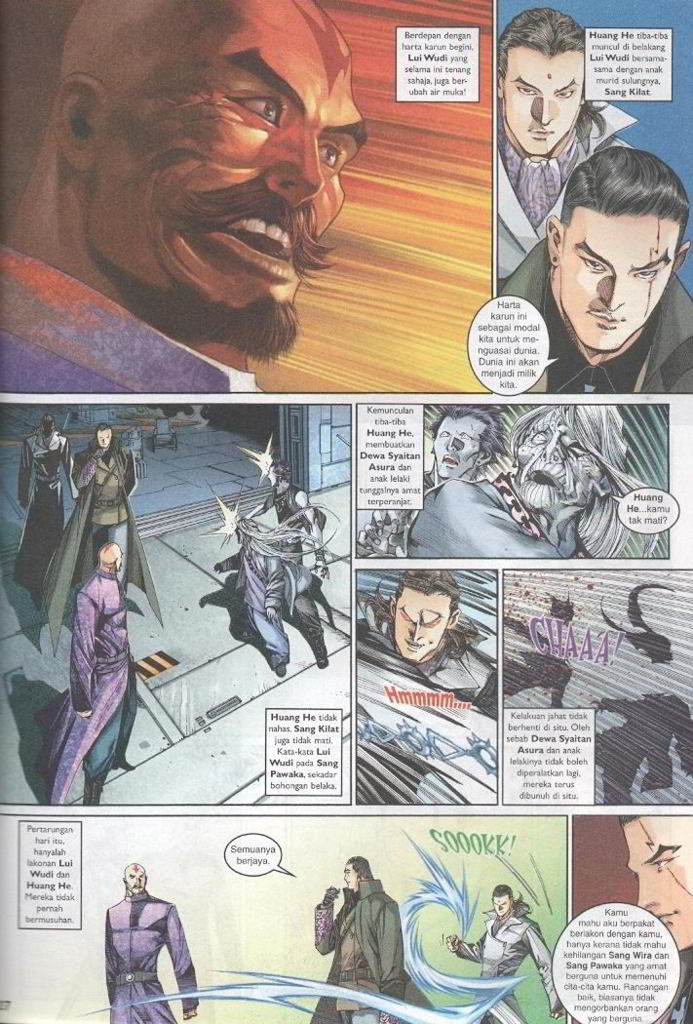 Berdepan dengan
harta karun begini,
Lui Wudi yang
selama ini tenang
sahaja, juga ber-
ubah air muka!
Huang He tiba-tiba
muncul di belakang
Lui Wudi bersama-
sama dengan anak
murid sulungnya,
Sang Kilat.
Harta
karun ini
sebagai modal
kita untuk me-
nguasai dunia.
Dunia ini akan
menjadi milik
kita.
Kemunculan
tiba-tiba
Huang He,
membuatkan
Dewa Syaitan
Asura dan
anak lelaki
tunggalnya amat
terperanjat.
Huang
He...kamu
tak mati?
Huang He tidak
nahas. Sang Kilat
juga tidak mati.
Kata-kata Lui
Wudi pada Sang
Pawaka, sekadar
bohongan belaka.
Hmmmm....
CHAAA!
Kelakuan jahat tidak
berhenti di situ. Oleh
sebab Dewa Syaitan
Asura dan anak
lelakinya tidak boleh
diperalatkan lagi,
mereka terus
dibunuh di situ.
Pertarungan
hari itu,
hanyalah
lakonan Lui
Wudi dan
Huang He.
Mereka tidak
pernah
bermusuhan.
Semuanya
berjaya.
SOOOKK!
Kamu
mahu aku berpakat
berlakon dengan kamu,
hanya kerana tidak mahu
kehilangan Sang Wira dan
Sang Pawaka yang amat
berguna untuk memenuhi
cita-cita kamu. Rancangan
baik, biasanya tidak
mengorbankan orang
yang berguna.